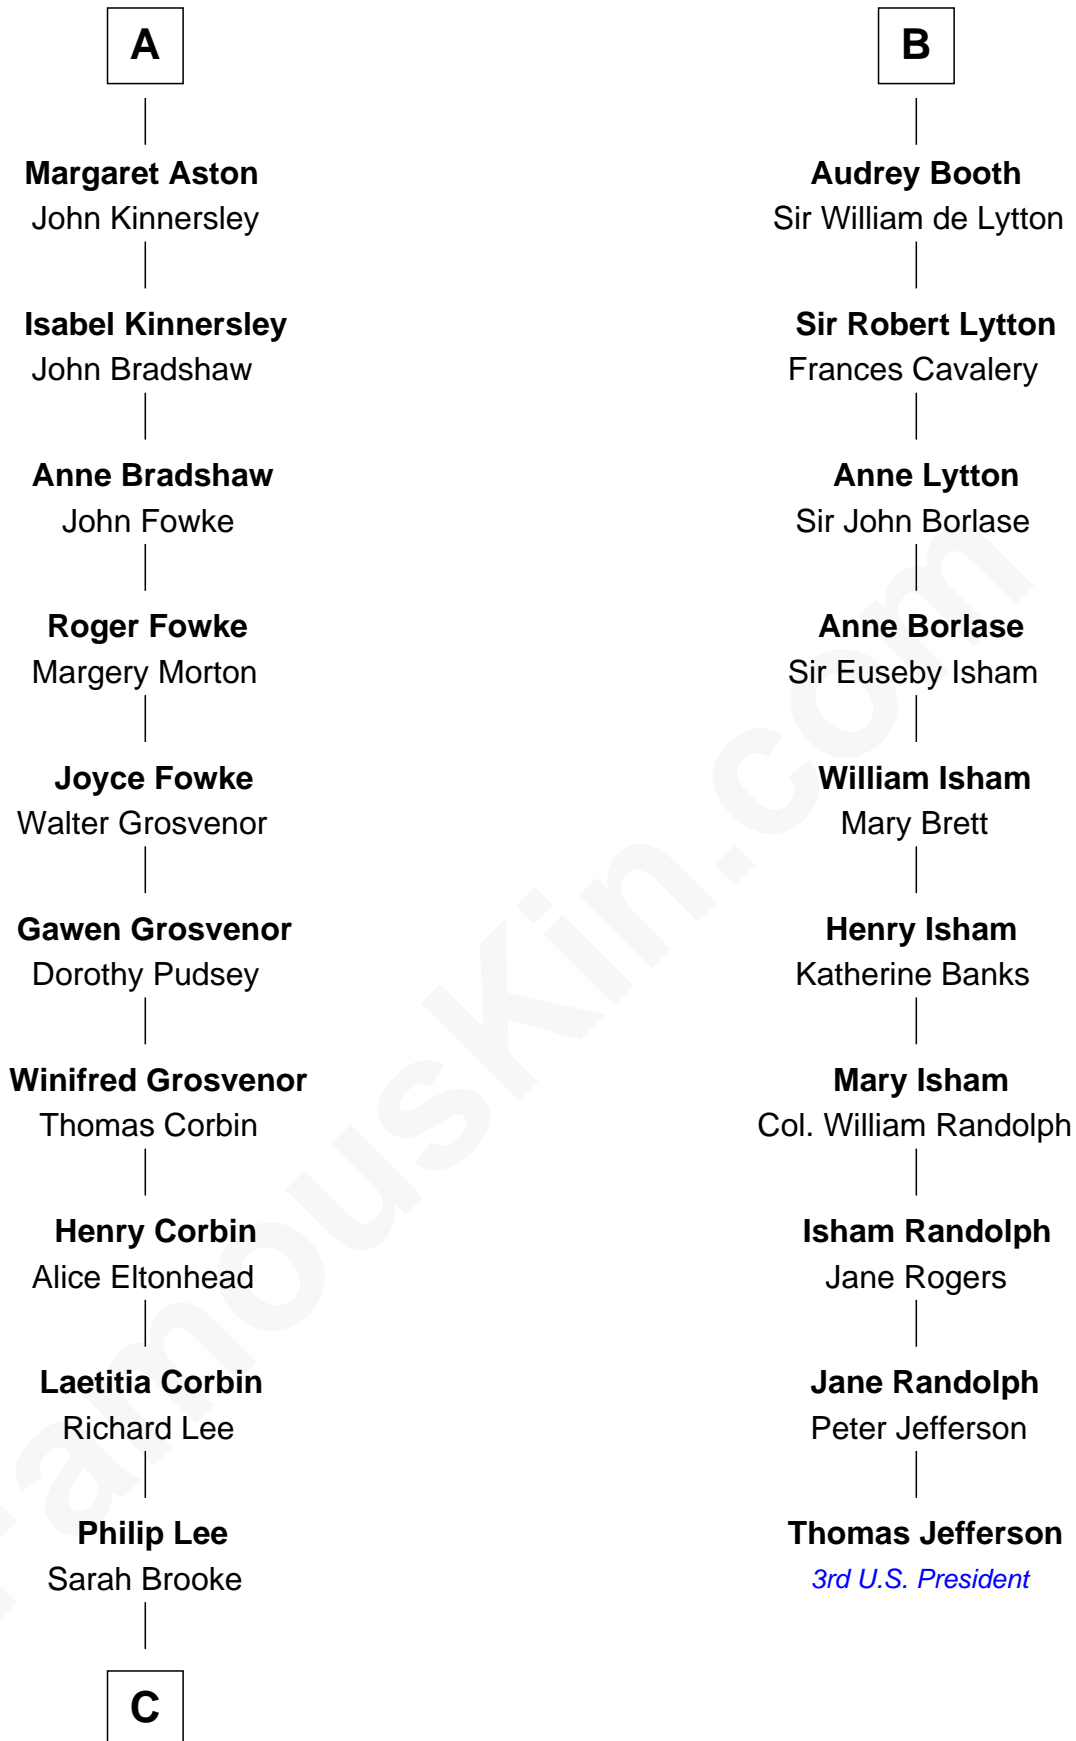 A
Margaret Aston
John Kinnersley
Isabel Kinnersley
John Bradshaw
Anne Bradshaw
John Fowke
Roger Fowke
Margery Morton
Joyce Fowke
Walter Grosvenor
Gawen Grosvenor
Dorothy Pudsey
Winifred Grosvenor
Thomas Corbin
Henry Corbin
Alice Eltonhead
Laetitia Corbin
Richard Lee
Philip Lee
Sarah Brooke
C
B
Audrey Booth
Sir William de Lytton
Sir Robert Lytton
Frances Cavalery
Anne Lytton
Sir John Borlase
Anne Borlase
Sir Euseby Isham
William Isham
Mary Brett
Henry Isham
Katherine Banks
Mary Isham
Col. William Randolph
Isham Randolph
Jane Rogers
Jane Randolph
Peter Jefferson
Thomas Jefferson
3rd U.S. President
FamousKin.com